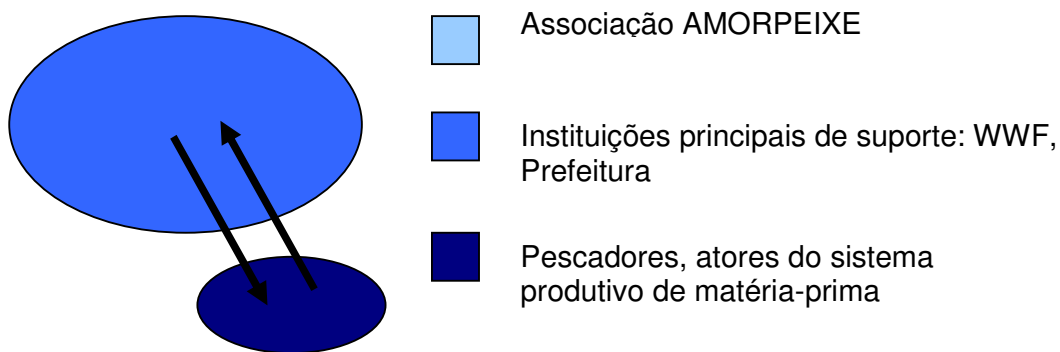 Associação AMORPEIXE
Instituições principais de suporte: WWF,
Prefeitura
Pescadores, atores do sistema
produtivo de matéria-prima